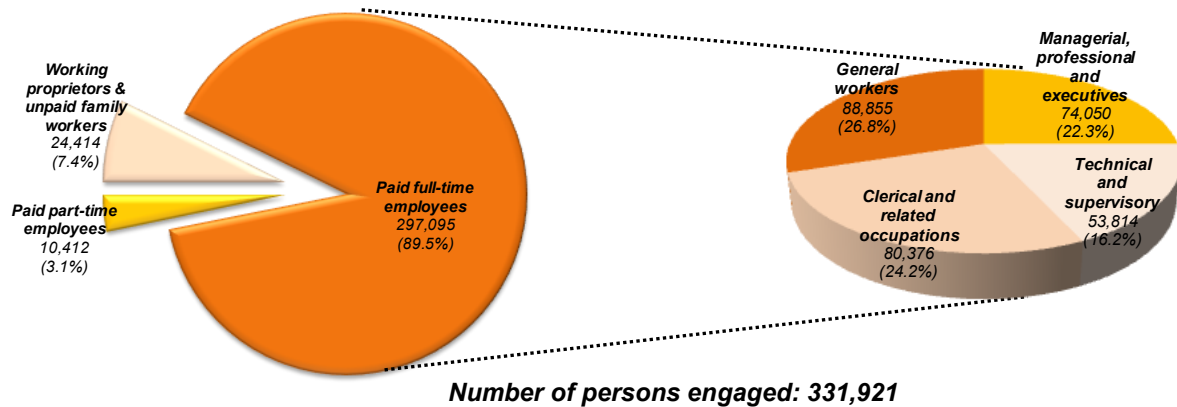 Working
proprietors &
unpaid family
workers
24,414
(7.4%)
Paid part-time
employees
10,412
(3.1%)
Paid full-time
employees
297,095
(89.5%)
General
workers
88,855
(26.8%)
Managerial,
professional
and
executives
74,050
(22.3%)
Technical and
supervisory
53,814
(16.2%)
Clerical and
related
occupations
80,376
(24.2%)
Number of persons engaged: 331,921